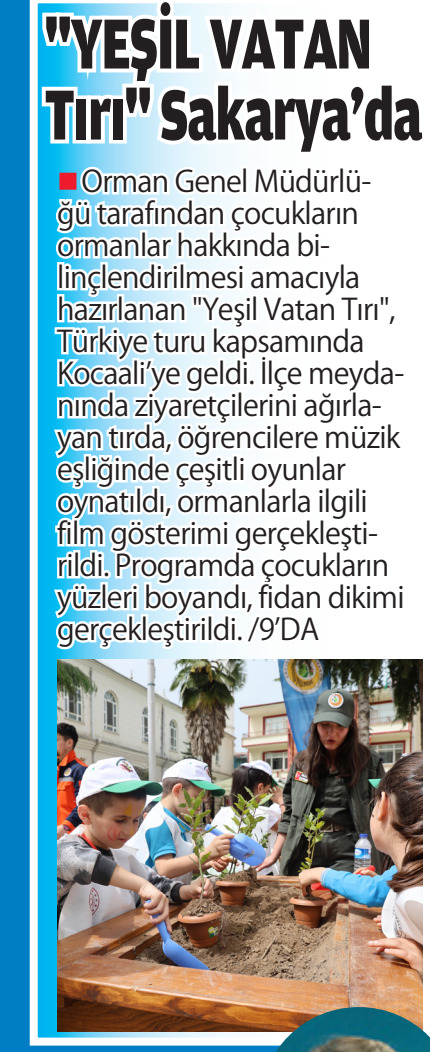 "YEŞİL VATAN
Tırı" Sakarya'da
Orman Genel Müdürlü-
ğü tarafından çocukların
ormanlar hakkında bi-
linçlendirilmesi amacıyla
hazırlanan "Yeşil Vatan Tırı",
Türkiye turu kapsamında
Kocaali'ye geldi. İlçe meyda-
nında ziyaretçilerini ağırla-
yan tırda, öğrencilere müzik
eşliğinde çeşitli oyunlar
oynatıldı, ormanlarla ilgili
film gösterimi gerçekleşti-
rildi. Programda çocukların
yüzleri boyandı, fidan dikimi
gerçekleştirildi. /9'DA